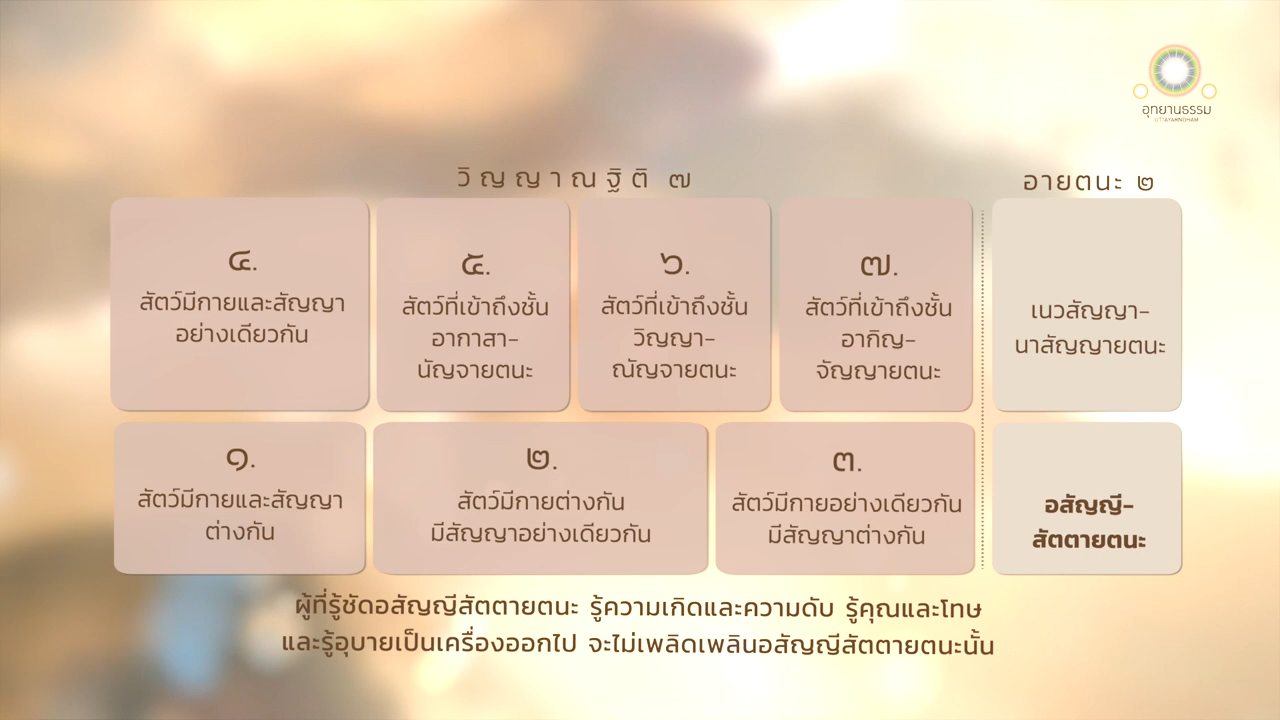 อุทยานธรรม
UTTAYARNDHAM
วิญญาณฐิติ ๗
อายตนะ ๒
๔.
สัตว์มีกายและสัญญา
อย่างเดียวกัน
๕.
สัตว์ที่เข้าถึงชั้น
อากาสา-
นัญจายตนะ
๖.
สัตว์ที่เข้าถึงชั้น
วิญญา-
ณัญจายตนะ
๗.
สัตว์ที่เข้าถึงชั้น
อากิญ-
จัญญายตนะ
เนวสัญญา-
นาสัญญายตนะ
๑.
สัตว์มีกายและสัญญา
ต่างกัน
๒.
สัตว์มีกายต่างกัน
มีสัญญาอย่างเดียวกัน
๓.
สัตว์มีกายอย่างเดียวกัน
มีสัญญาต่างกัน
อสัญญี-
สัตตายตนะ
ผู้ที่รู้ชัดอสัญญีสัตตายตนะ รู้ความเกิดและความดับ รู้คุณและโทษ
และรู้อุบายเป็นเครื่องออกไป จะไม่เพลิดเพลินอสัญญีสัตตายตนะนั้น